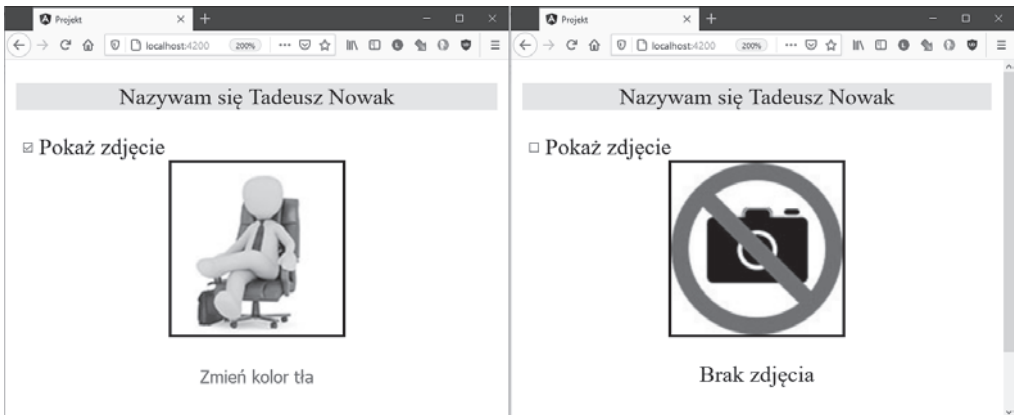 Projekt
localhost:4200
200%
Nazywam się Tadeusz Nowak
Pokaż zdjęcie
Zmień kolor tła
Projekt
localhost:4200
200%
Nazywam się Tadeusz Nowak
Pokaż zdjęcie
Brak zdjęcia